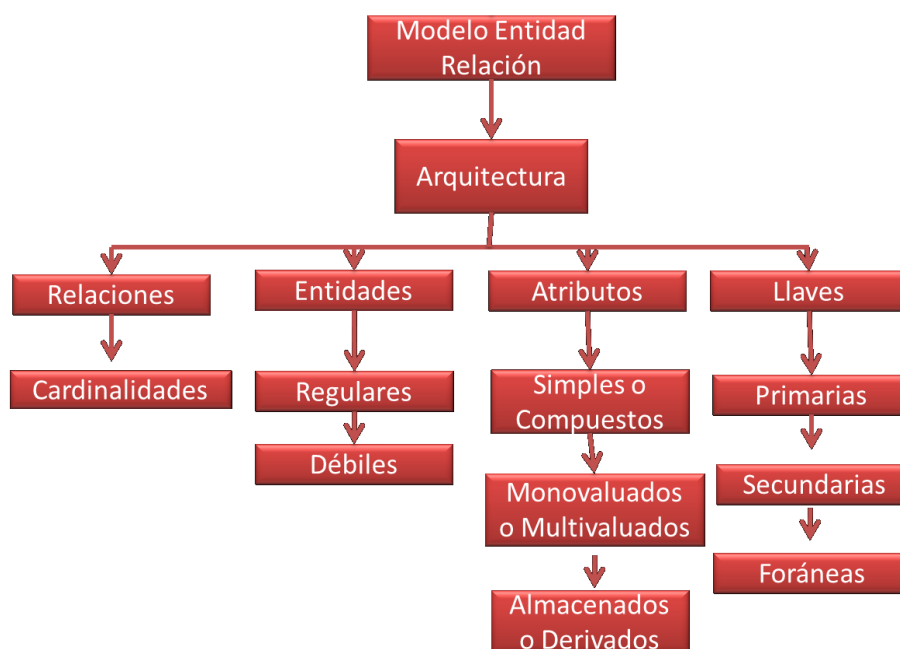 Modelo Entidad
Relación
Arquitectura
Relaciones
Entidades
Atributos
Llaves
Cardinalidades
Regulares
Simples o
Compuestos
Primarias
Débiles
Monovaluados
o Multivaluados
Secundarias
Foráneas
Almacenados
o Derivados